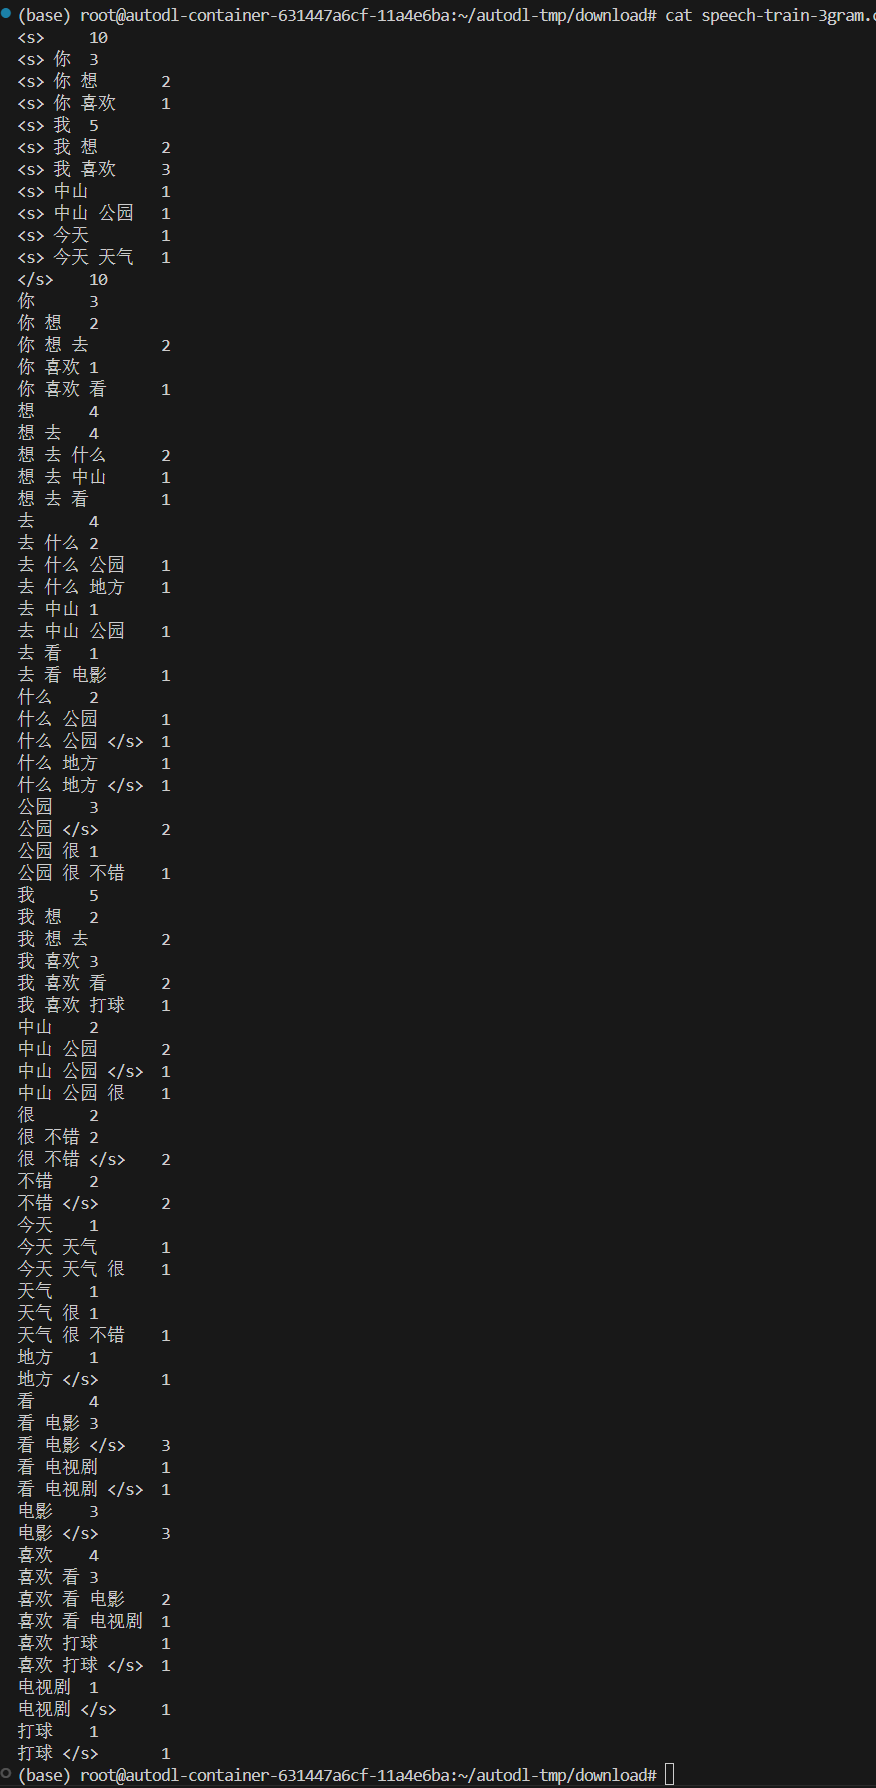 (base) root@autodl-container-631447a6cf-11a4e6ba:~/autodl-tmp/download# cat speech-train-3gram.
<s> 10
<s> 你 3
<s> 你 想 2
<s> 你 喜欢 1
<s> 我 5
<s> 我 想 2
<s> 我 喜欢 3
<s> 中山 1
<s> 中山 公园 1
<s> 今天 1
<s> 今天 天气 1
</s> 10
你 3
你 想 2
你 想 去 2
你 喜欢 1
你 喜欢 看 1
想 4
想 去 4
想 去 什么 2
想 去 中山 1
想 去 看 1
去 4
去 什么 2
去 什么 公园 1
去 什么 地方 1
去 中山 1
去 中山 公园 1
去 看 1
去 看 电影 1
什么 2
什么 公园 1
什么 公园 </s> 1
什么 地方 1
什么 地方 </s> 1
公园 3
公园 </s> 2
公园 很 1
公园 很 不错 1
我 5
我 想 2
我 想 去 2
我 喜欢 3
我 喜欢 看 2
我 喜欢 打球 1
中山 2
中山 公园 2
中山 公园 </s> 1
中山 公园 很 1
很 2
很 不错 2
很 不错 </s> 2
不错 2
不错 </s> 2
今天 1
今天 天气 1
今天 天气 很 1
天气 1
天气 很 1
天气 很 不错 1
地方 1
地方 </s> 1
看 4
看 电影 3
看 电影 </s> 3
看 电视剧 1
看 电视剧 </s> 1
电影 3
电影 </s> 3
喜欢 4
喜欢 看 3
喜欢 看 电影 2
喜欢 看 电视剧 1
喜欢 打球 1
喜欢 打球 </s> 1
电视剧 1
电视剧 </s> 1
打球 1
打球 </s> 1
(base) root@autodl-container-631447a6cf-11a4e6ba:~/autodl-tmp/download#